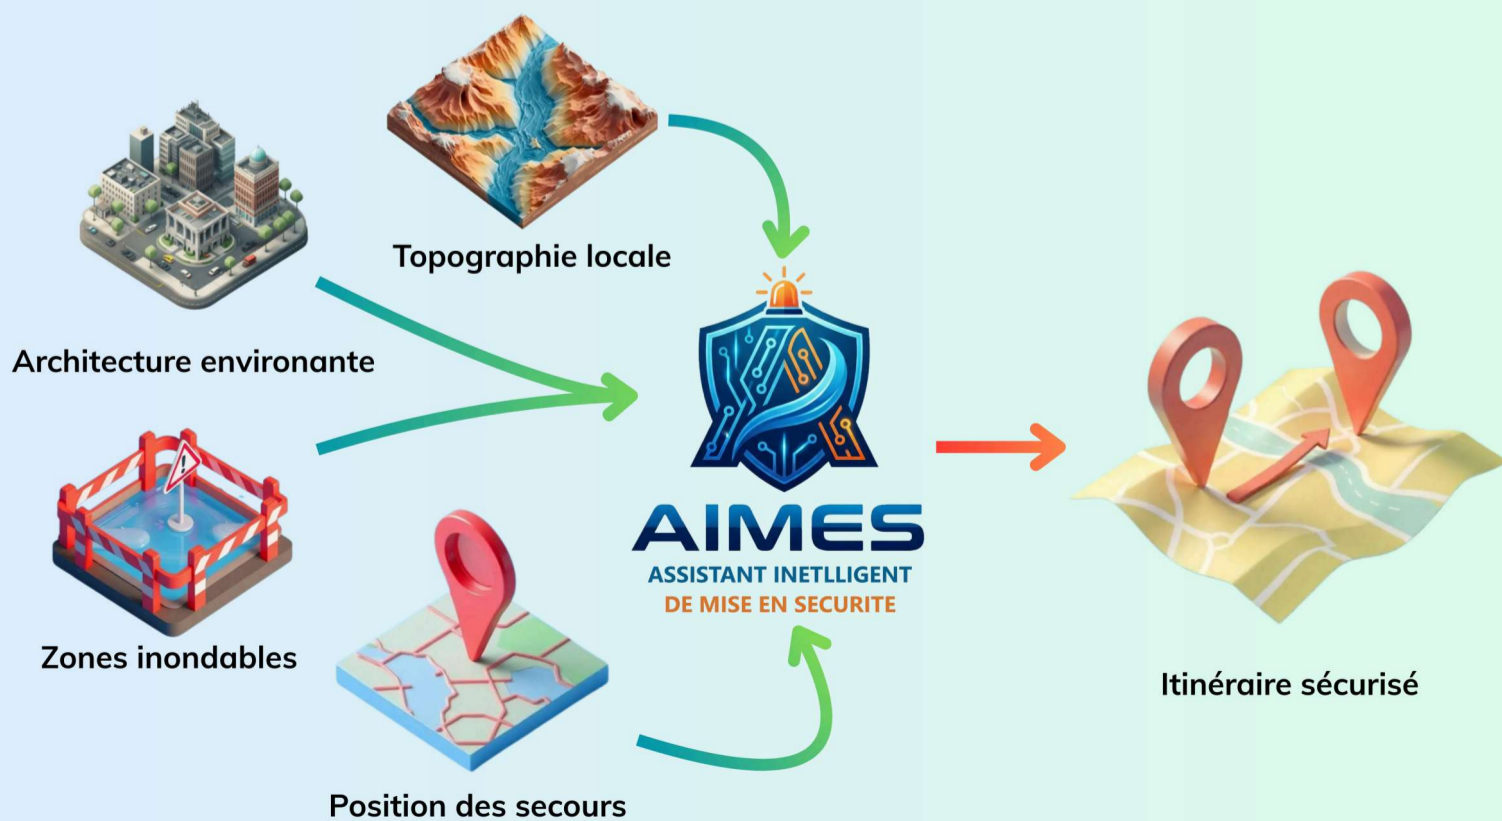 Topographie locale
Architecture environante
Zones inondables
Position des secours
AIMES
ASSISTANT INETLLIGENT
DE MISE EN SECURITE
Itinéraire sécurisé